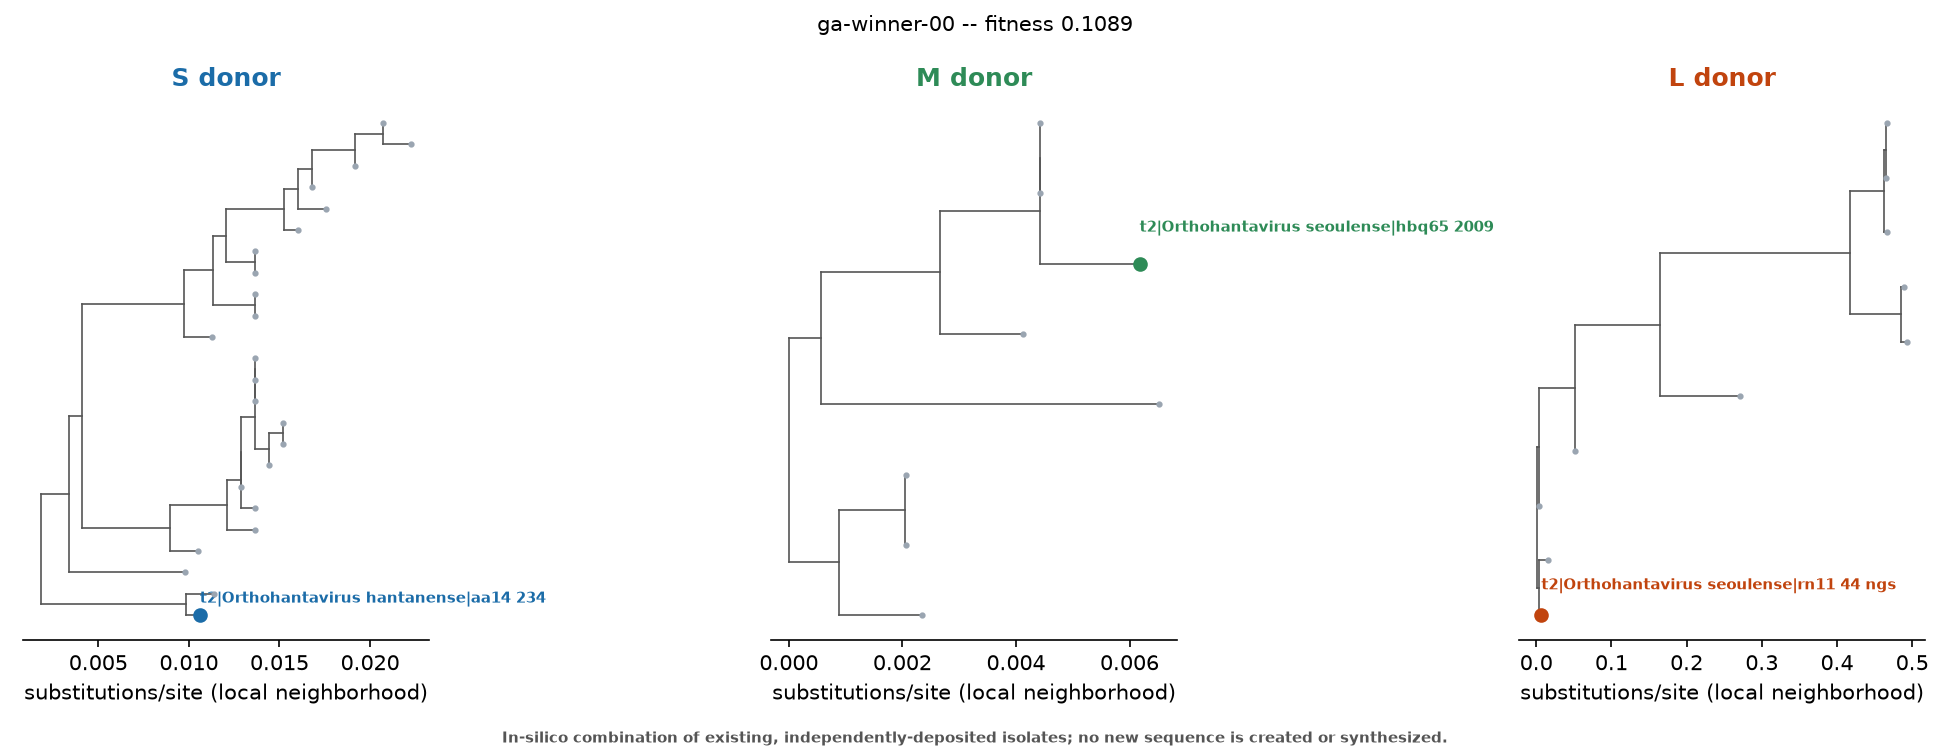 ga-winner-00 -- fitness 0.1089
S donor
M donor
L donor
t2|Orthohantavirus hantanense|aa14 234
t2|Orthohantavirus seoulense|hbq65 2009
t2|Orthohantavirus seoulense|rn11 44 ngs
0.005 0.010 0.015 0.020
substitutions/site (local neighborhood)
0.000 0.002 0.004 0.006
substitutions/site (local neighborhood)
0.0 0.1 0.2 0.3 0.4 0.5
substitutions/site (local neighborhood)
In-silico combination of existing, independently-deposited isolates; no new sequence is created or synthesized.